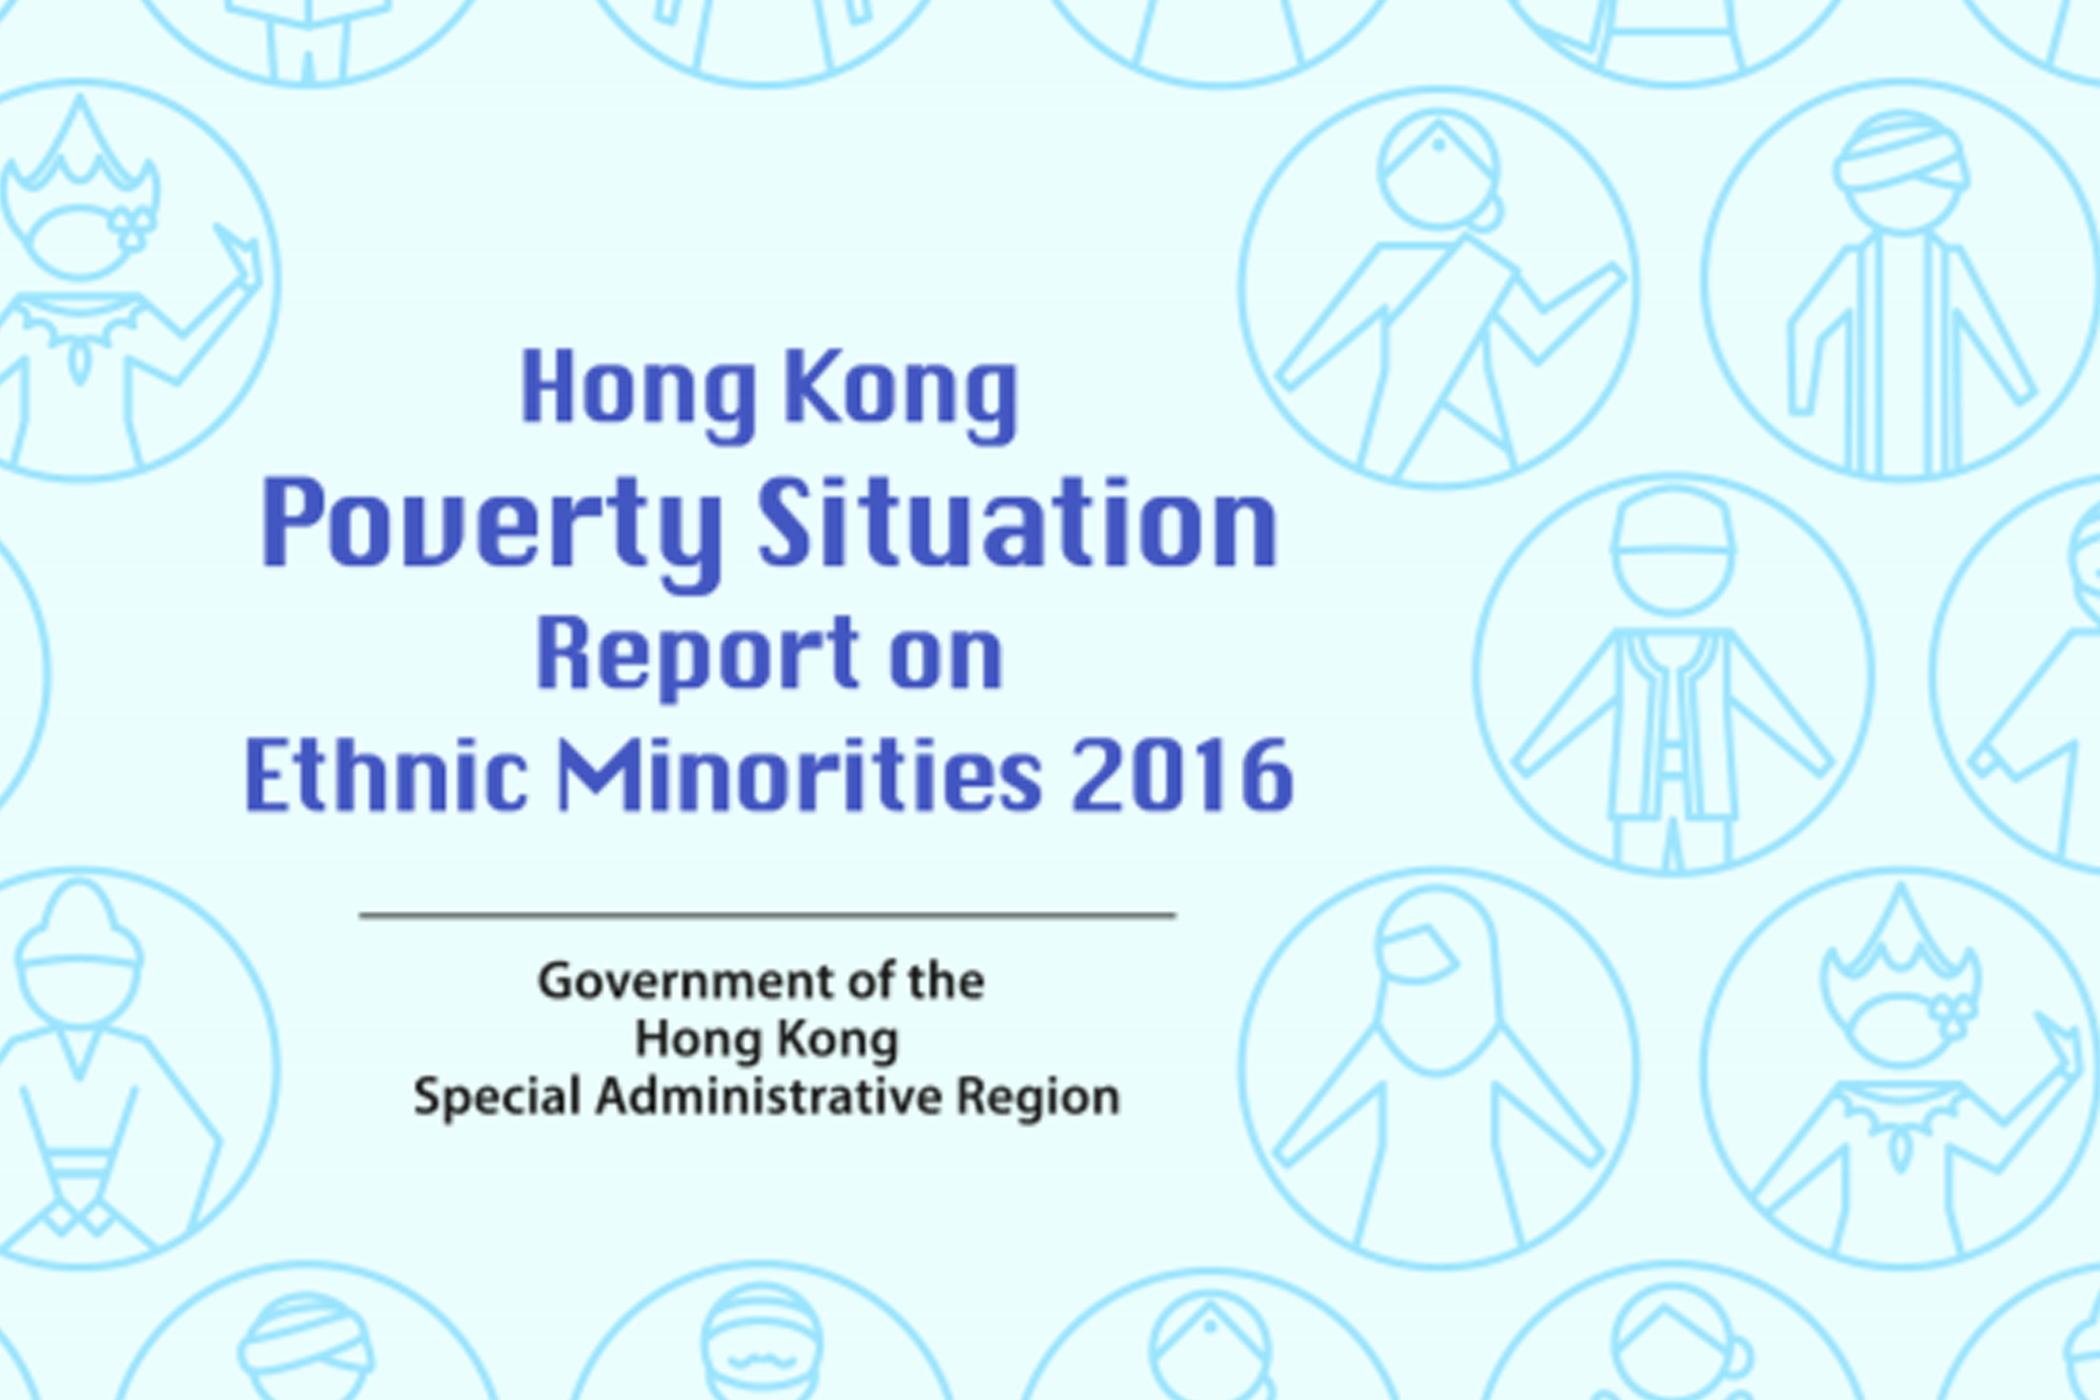 Hong Kong
Poverty Situation
Report on
Ethnic Minorities 2016
Government of the
Hong Kong
Special Administrative Region